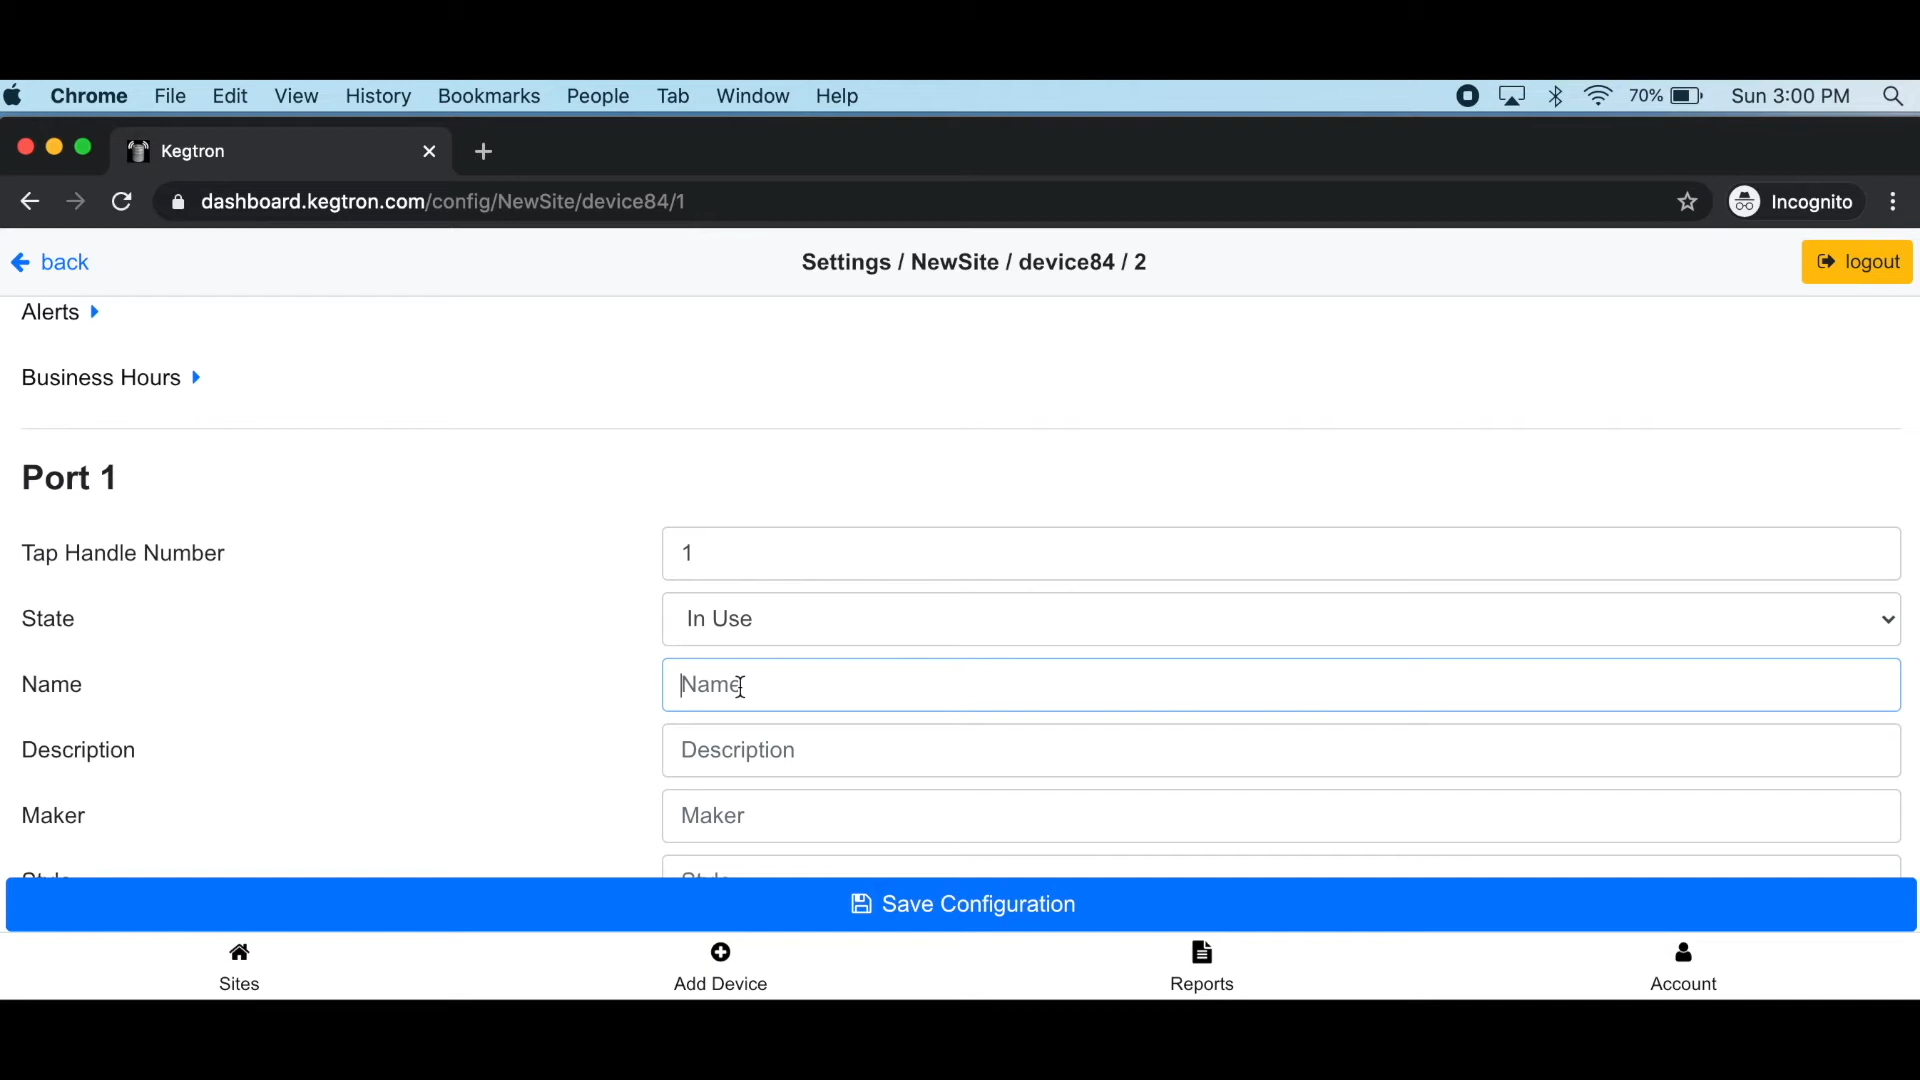 Chrome File Edit View History Bookmarks People Tab Window Help 70% Sun 3:00 PM
Kegtron
dashboard.kegtron.com/config/NewSite/device84/1 Incognito
back Settings / NewSite / device84 / 2 logout
Alerts
Business Hours
Port 1
Tap Handle Number 1
State In Use
Name Name
Description Description
Maker Maker
Style Style
Save Configuration
Sites Add Device Reports Account